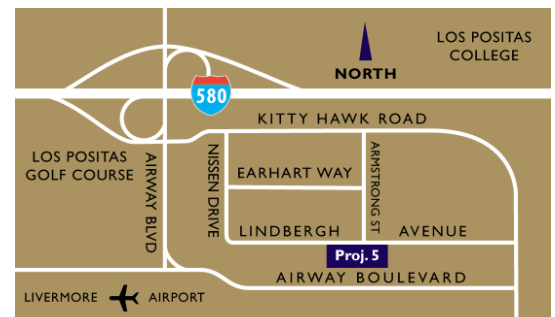 LOS POSITAS
COLLEGE
NORTH
580
KITTY HAWK ROAD
LOS POSITAS
GOLF COURSE
AIRWAY BLVD
NISSEN DRIVE
EARHART WAY
ARMSTRONG ST
LINDBERGH AVENUE
Proj. 5
AIRWAY BOULEVARD
LIVERMORE AIRPORT